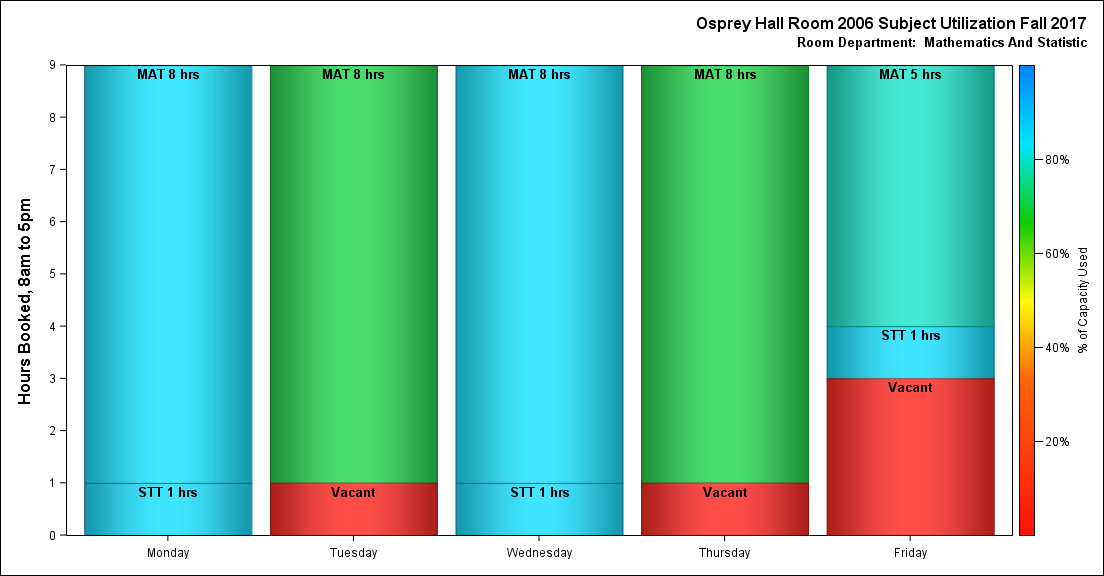 Osprey Hall Room 2006 Subject Utilization Fall 2017
Room Department: Mathematics And Statistic
Hours Booked, 8am to 5pm
9
8
7
6
5
4
3
2
1
0
MAT 8 hrs
STT 1 hrs
MAT 8 hrs
Vacant
MAT 8 hrs
STT 1 hrs
MAT 8 hrs
Vacant
MAT 5 hrs
STT 1 hrs
Vacant
Monday
Tuesday
Wednesday
Thursday
Friday
80%
60%
40%
20%
% of Capacity Used